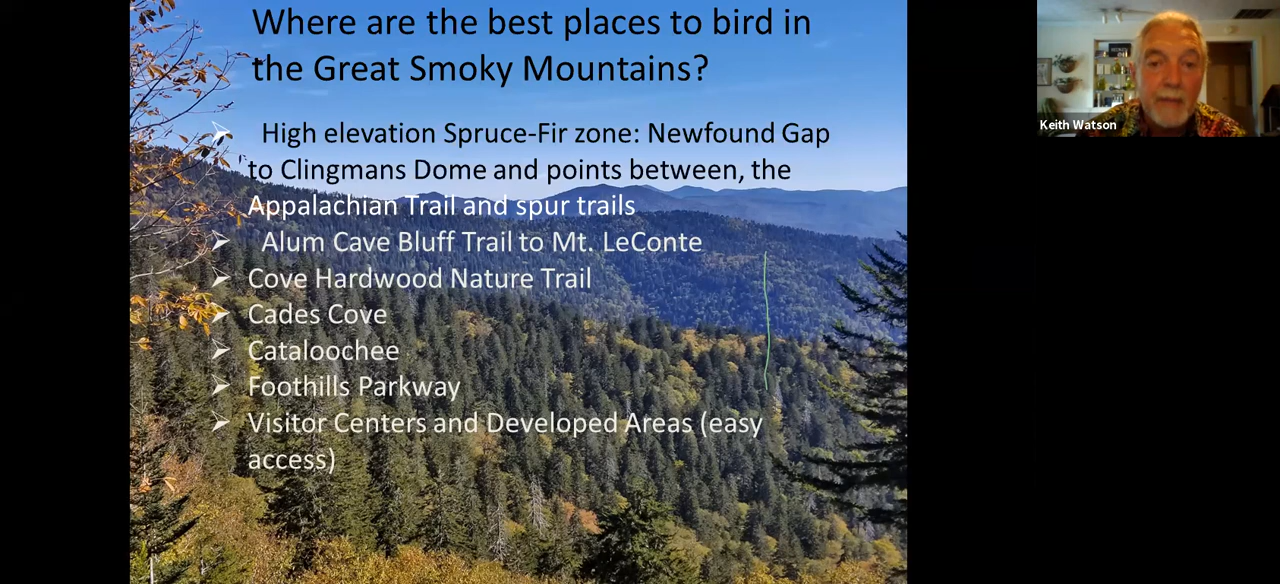 Where are the best places to bird in
the Great Smoky Mountains?
➢ High elevation Spruce-Fir zone: Newfound Gap
to Clingmans Dome and points between, the
Appalachian Trail and spur trails
➢ Alum Cave Bluff Trail to Mt. LeConte
➢ Cove Hardwood Nature Trail
➢ Cades Cove
➢ Cataloochee
➢ Foothills Parkway
➢ Visitor Centers and Developed Areas (easy
access)
Keith Watson